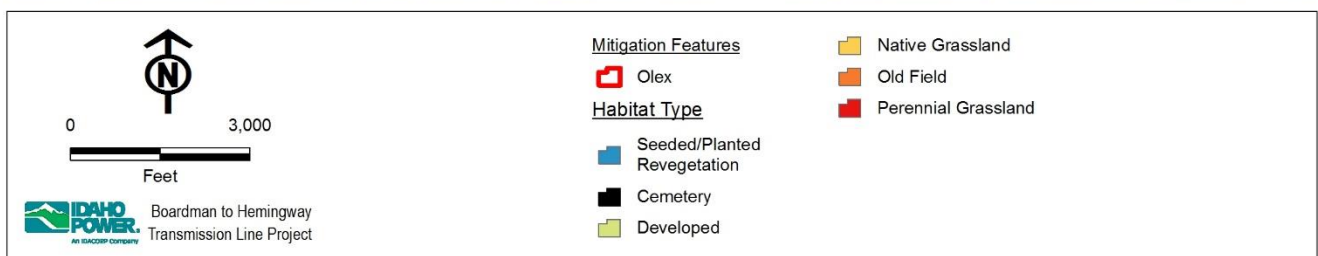 N
0 3,000
Feet
IDAHO
POWER.
An IDACORP Company
Boardman to Hemingway
Transmission Line Project
Mitigation Features
Olex
Habitat Type
Seeded/Planted
Revegetation
Cemetery
Developed
Native Grassland
Old Field
Perennial Grassland